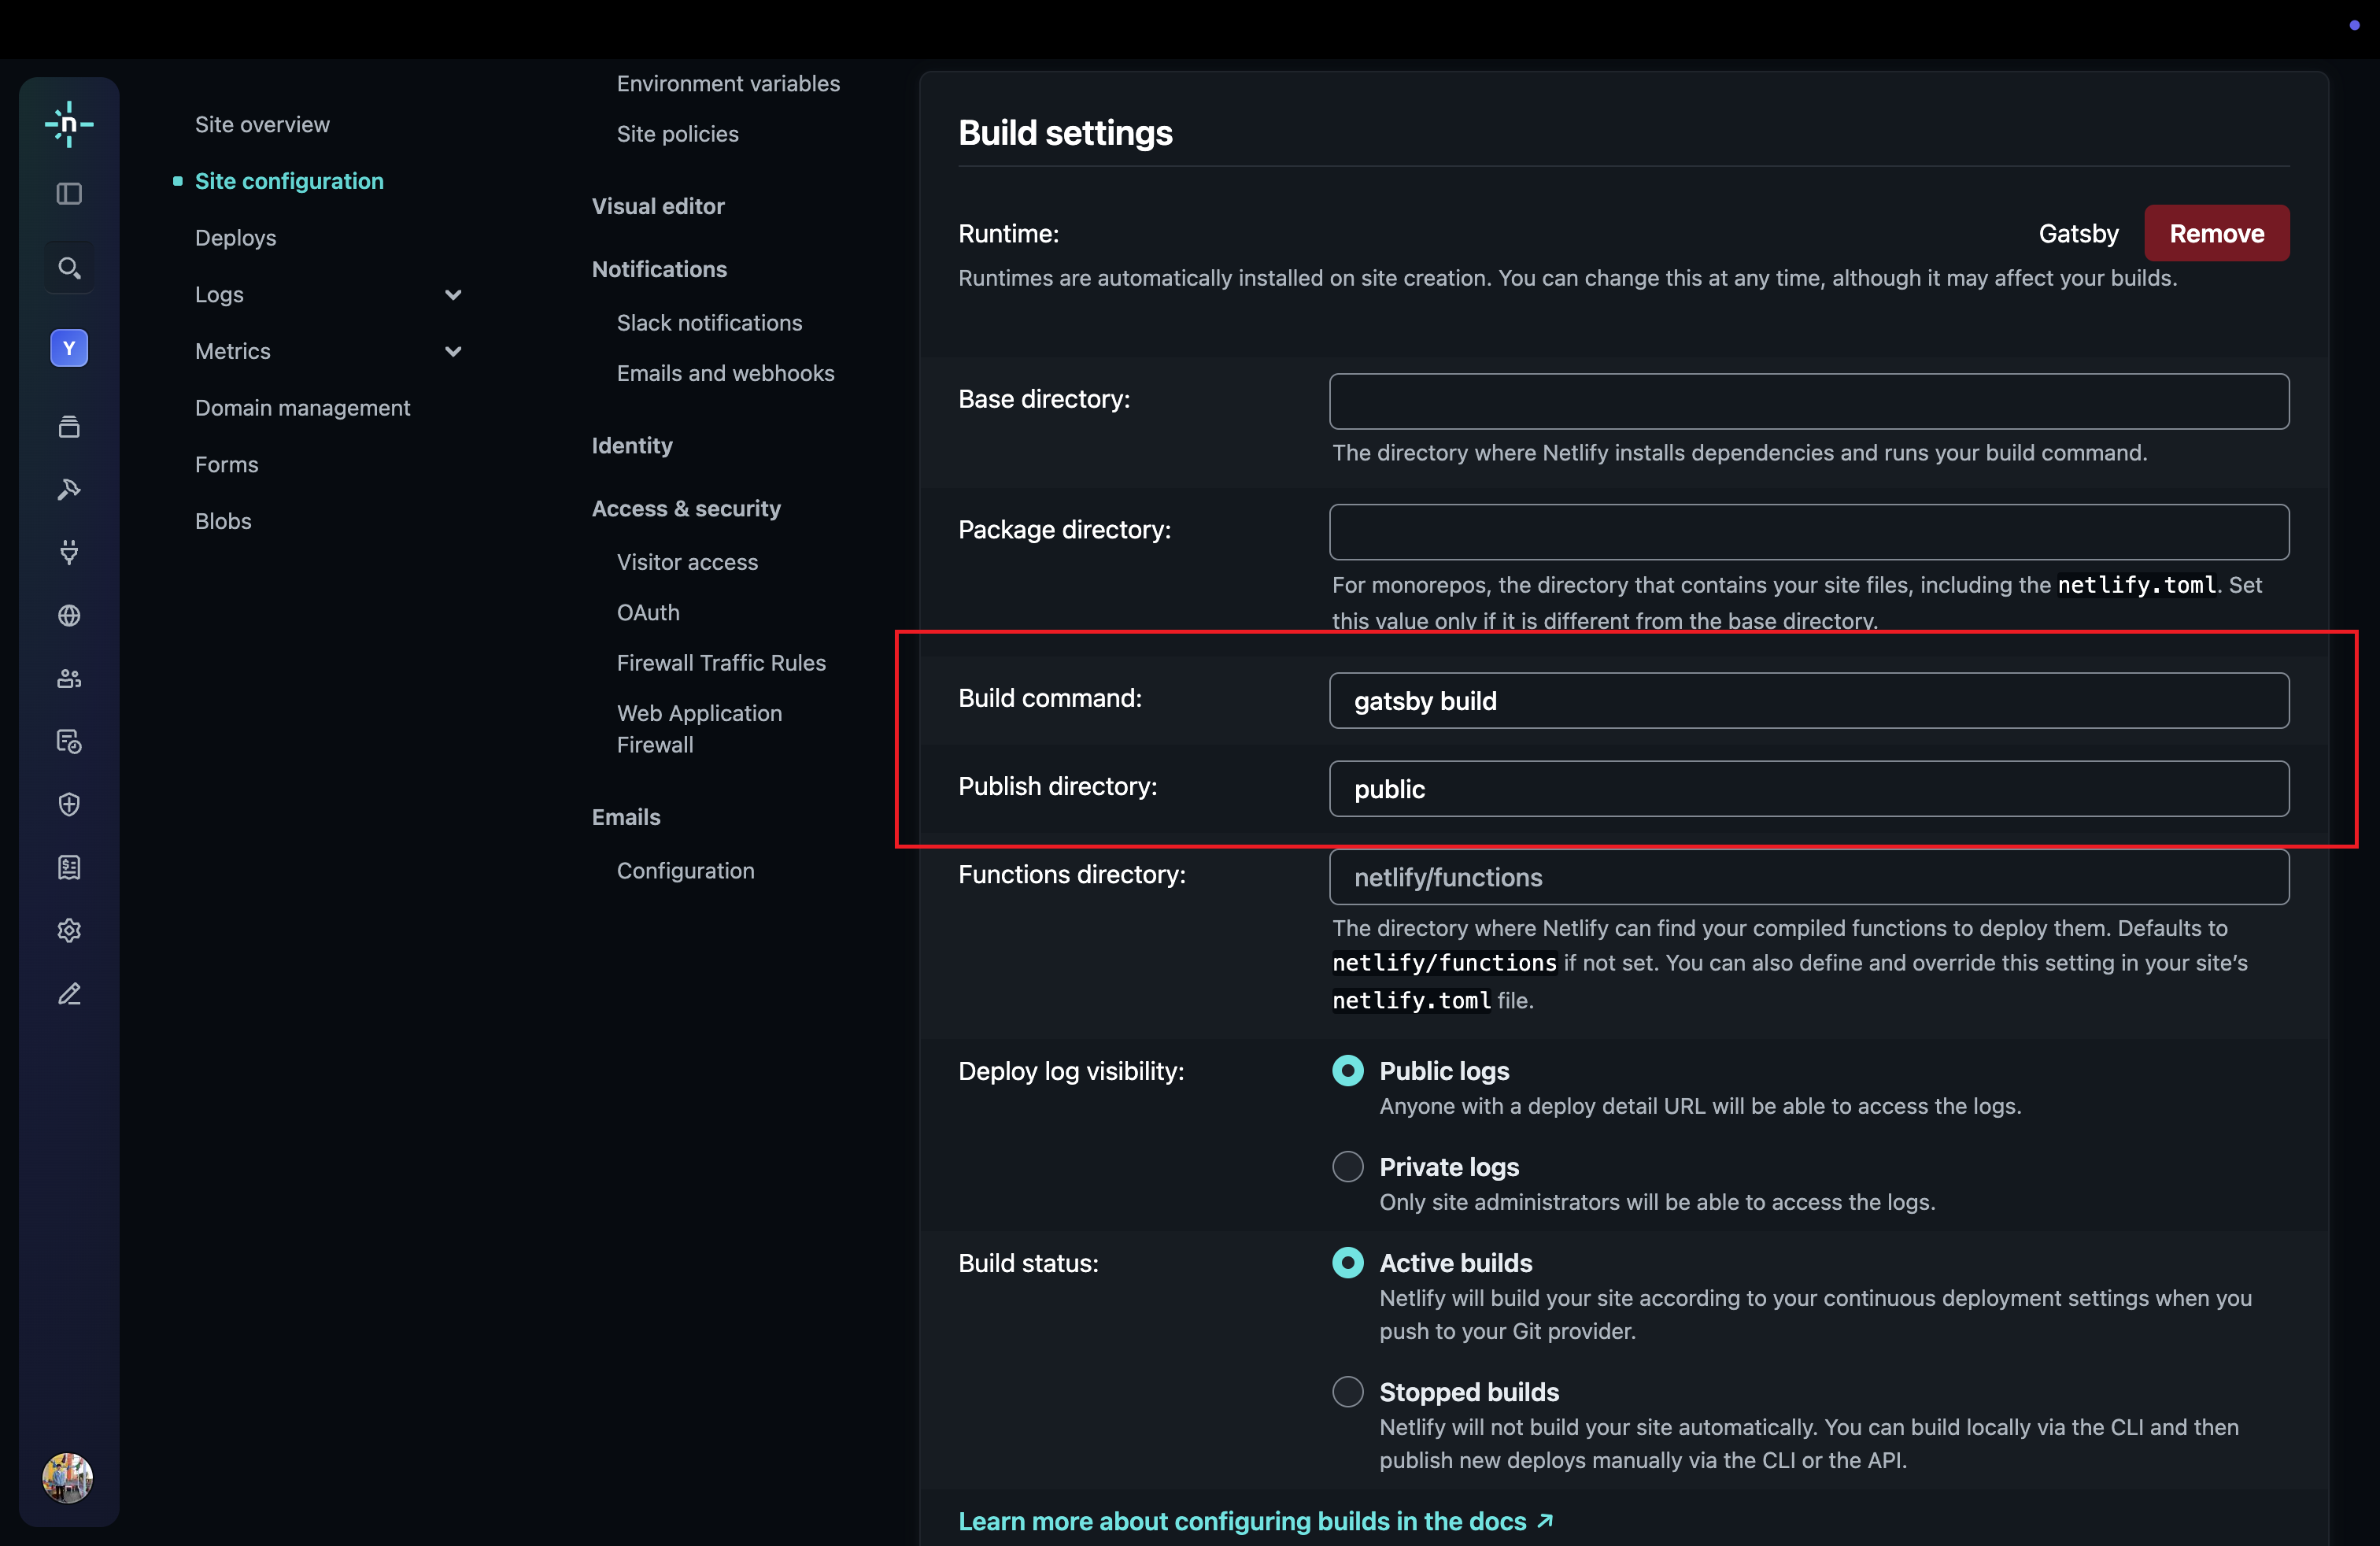 n
Y
Site overview
Site configuration
Deploys
Logs
Metrics
Domain management
Forms
Blobs
Environment variables
Site policies
Visual editor
Notifications
Slack notifications
Emails and webhooks
Identity
Access & security
Visitor access
OAuth
Firewall Traffic Rules
Web Application
Firewall
Emails
Configuration
Build settings
Runtime:
Gatsby
Remove
Runtimes are automatically installed on site creation. You can change this at any time, although it may affect your builds.
Base directory:
The directory where Netlify installs dependencies and runs your build command.
Package directory:
For monorepos, the directory that contains your site files, including the netlify.toml. Set
this value only if it is different from the base directory.
Build command:
gatsby build
Publish directory:
public
Functions directory:
netlify/functions
The directory where Netlify can find your compiled functions to deploy them. Defaults to
netlify/functions if not set. You can also define and override this setting in your site’s
netlify.toml file.
Deploy log visibility:
Public logs
Anyone with a deploy detail URL will be able to access the logs.
Private logs
Only site administrators will be able to access the logs.
Build status:
Active builds
Netlify will build your site according to your continuous deployment settings when you
push to your Git provider.
Stopped builds
Netlify will not build your site automatically. You can build locally via the CLI and then
publish new deploys manually via the CLI or the API.
Learn more about configuring builds in the docs ↗